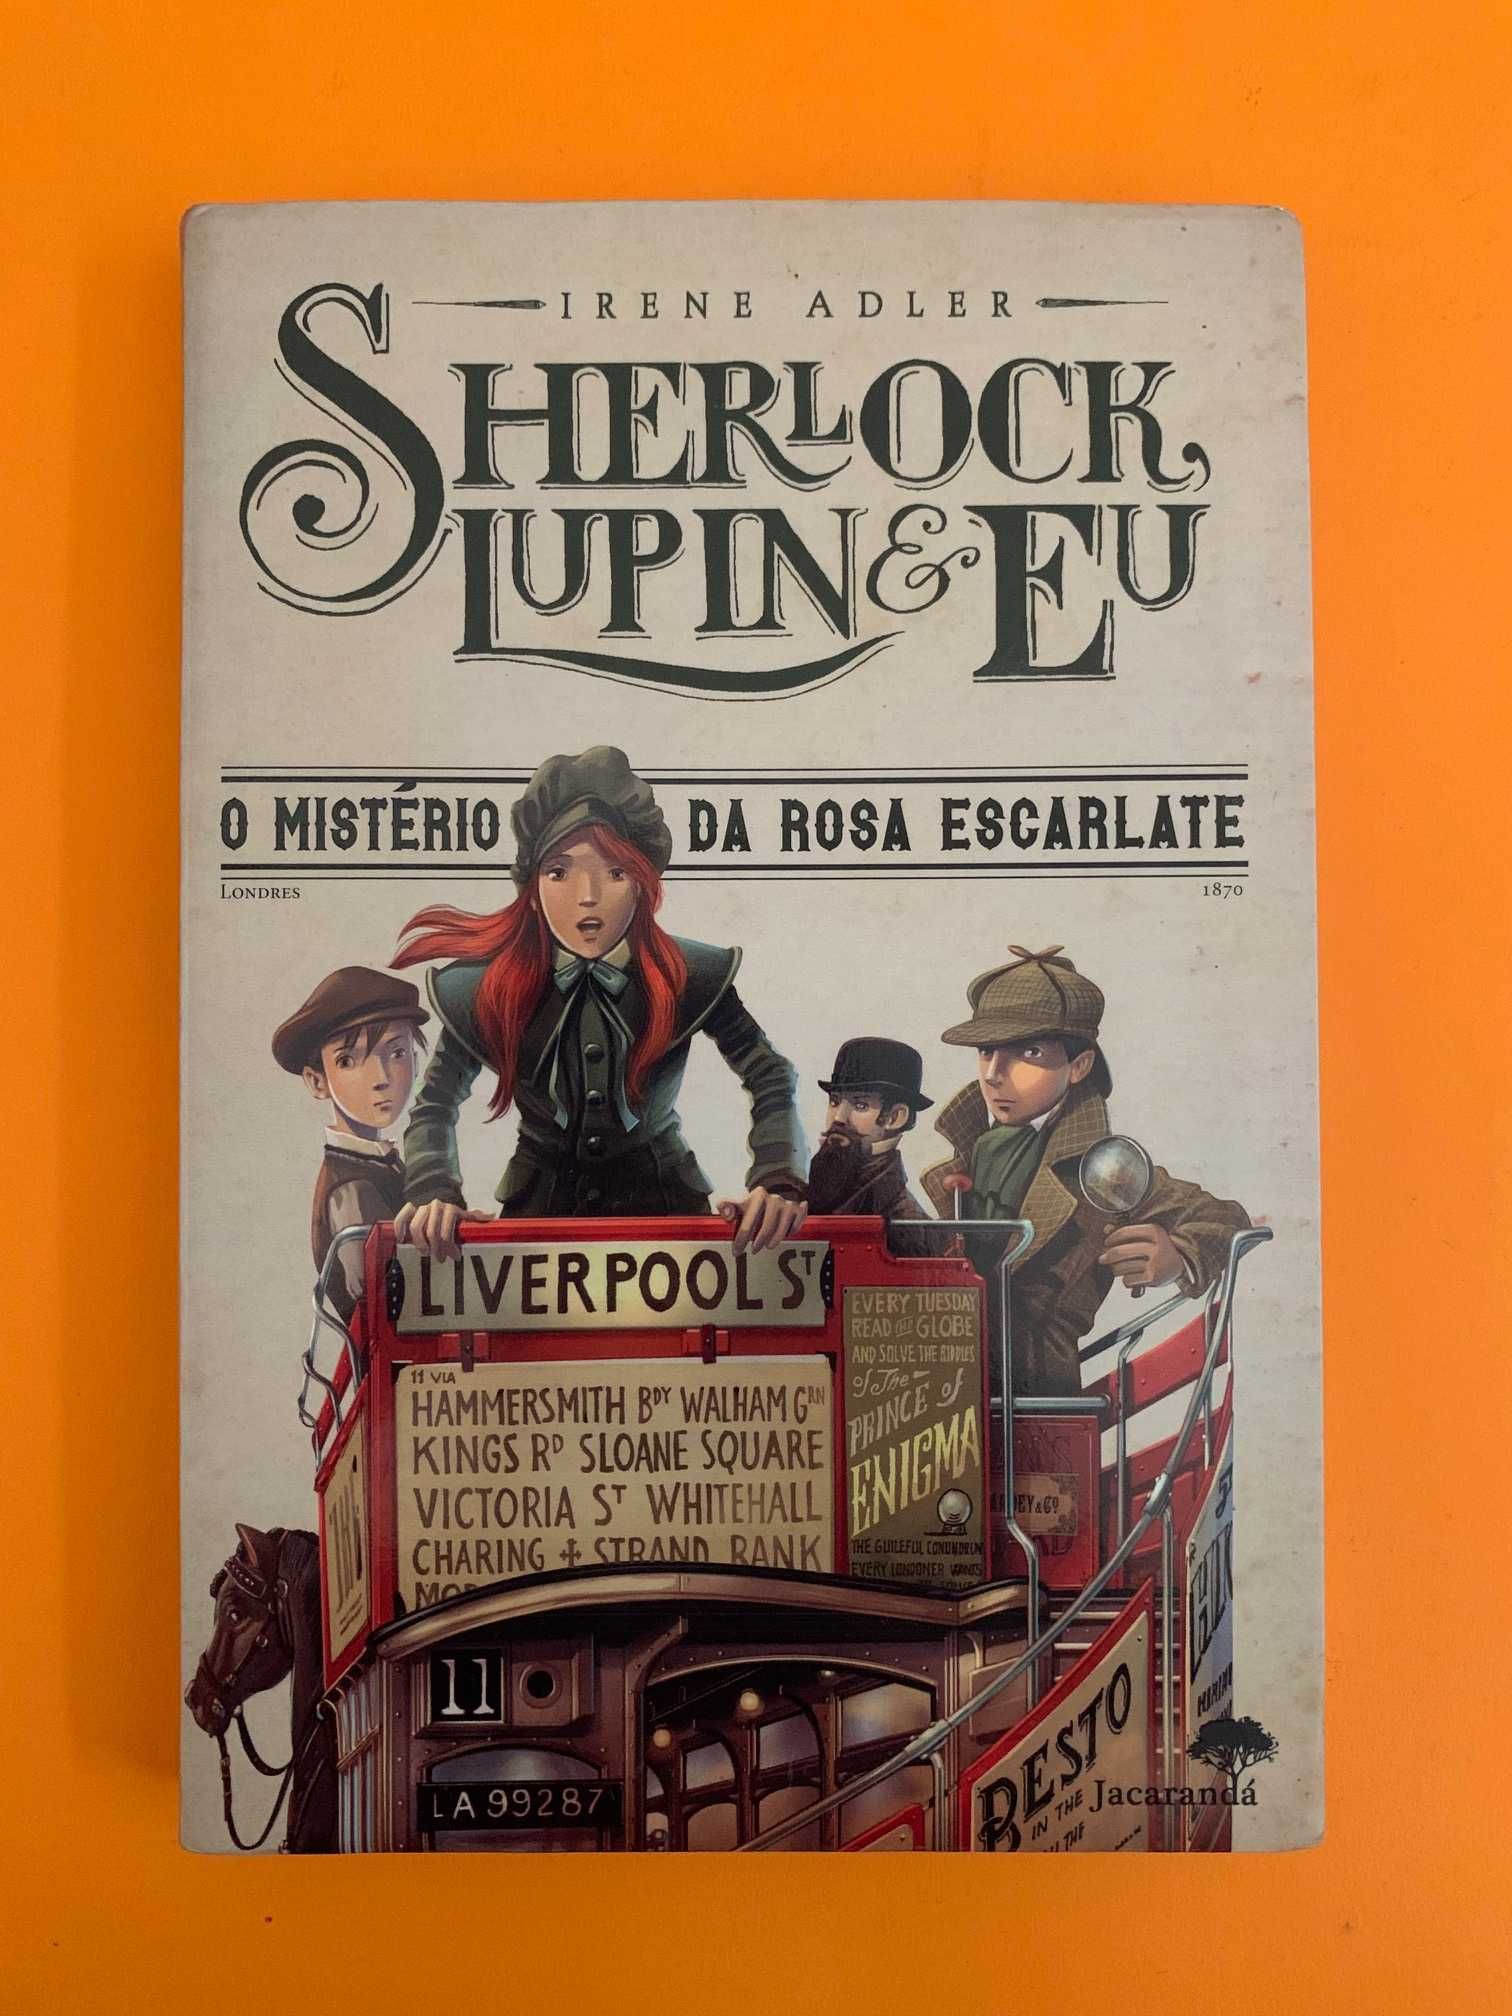 IRENE ADLER
SHERLOCK,
LUPIN & EU
O MISTÉRIO DA ROSA ESCARLATE
LONDRES 1870
LIVERPOOL ST
11 VIA
HAMMERSMITH BDY WALHAM GRN
KINGS RD SLOANE SQUARE
VICTORIA ST WHITEHALL
CHARING + STRAND BANK
EVERY TUESDAY
READ THE GLOBE
AND SOLVE THE RIDDLES
of The
PRINCE of
ENIGMA
THE GUILEFUL CONUNDRUM
EVERY LONDONER WANTS
11
LA 99287
BESTO
IN THE
Jacarandá